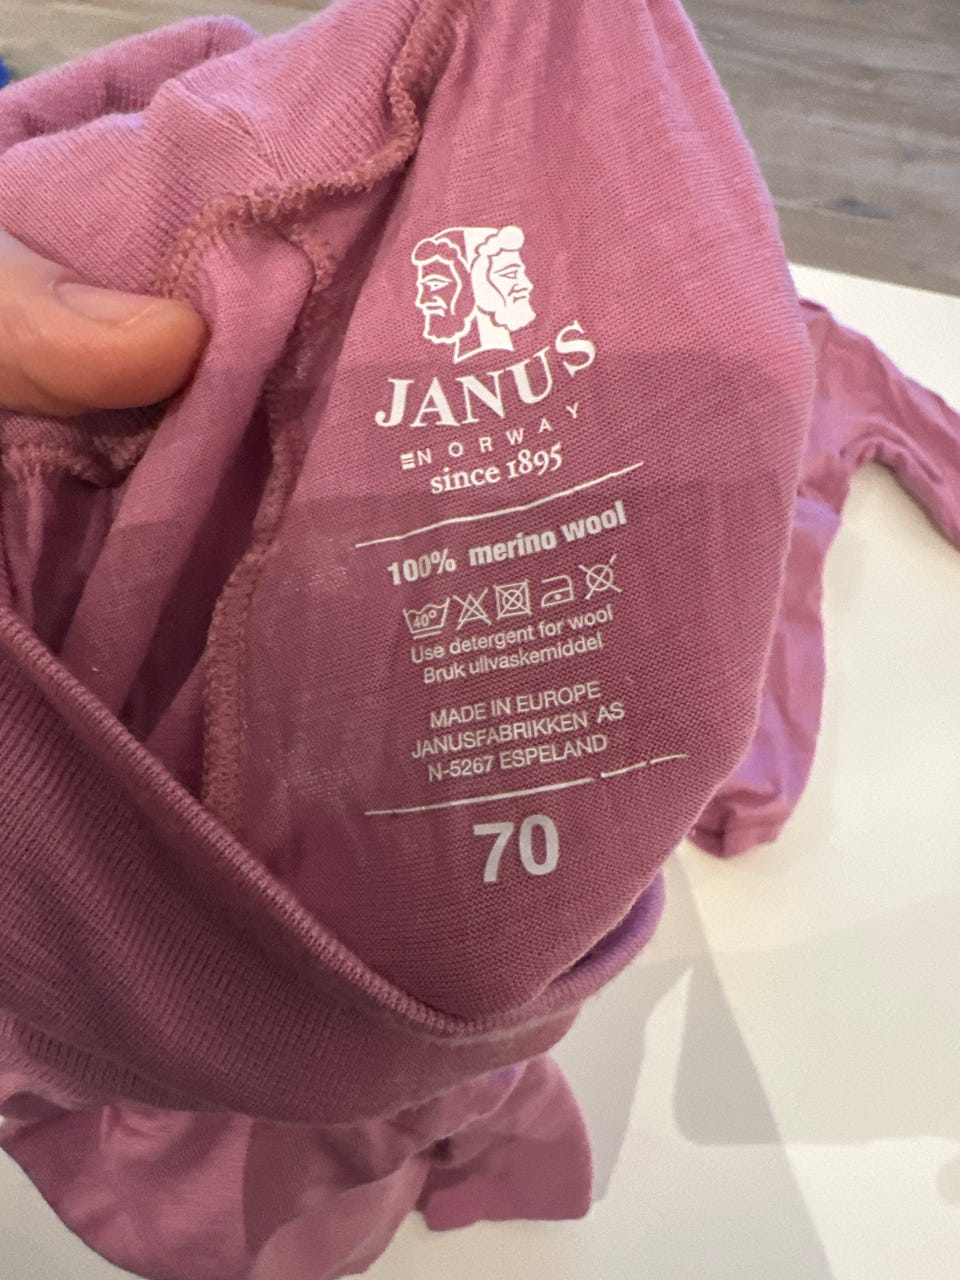 JANUS
NORWAY
since 1895
100% merino wool
40°
Use detergent for wool
Bruk ullvaskemiddel
MADE IN EUROPE
JANUSFABRIKKEN AS
N-5267 ESPELAND
70